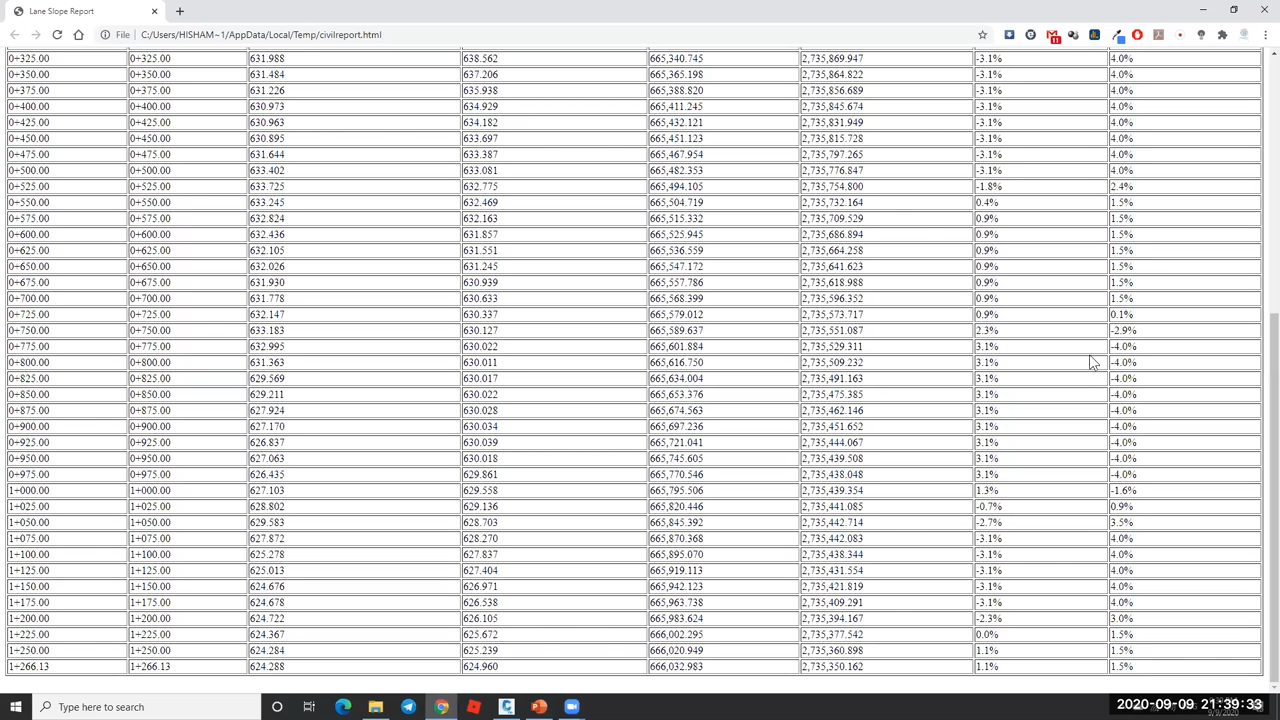 Lane Slope Report
File C:/Users/HISHAM~1/AppData/Local/Temp/civilreport.html
11
0+325.00 0+325.00 631.988 638.562 665,340.745 2,735,869.947 -3.1% 4.0%
0+350.00 0+350.00 631.484 637.206 665,365.198 2,735,864.822 -3.1% 4.0%
0+375.00 0+375.00 631.226 635.938 665,388.820 2,735,856.689 -3.1% 4.0%
0+400.00 0+400.00 630.973 634.929 665,411.245 2,735,845.674 -3.1% 4.0%
0+425.00 0+425.00 630.963 634.182 665,432.121 2,735,831.949 -3.1% 4.0%
0+450.00 0+450.00 630.895 633.697 665,451.123 2,735,815.728 -3.1% 4.0%
0+475.00 0+475.00 631.644 633.387 665,467.954 2,735,797.265 -3.1% 4.0%
0+500.00 0+500.00 633.402 633.081 665,482.353 2,735,776.847 -3.1% 4.0%
0+525.00 0+525.00 633.725 632.775 665,494.105 2,735,754.800 -1.8% 2.4%
0+550.00 0+550.00 633.245 632.469 665,504.719 2,735,732.164 0.4% 1.5%
0+575.00 0+575.00 632.824 632.163 665,515.332 2,735,709.529 0.9% 1.5%
0+600.00 0+600.00 632.436 631.857 665,525.945 2,735,686.894 0.9% 1.5%
0+625.00 0+625.00 632.105 631.551 665,536.559 2,735,664.258 0.9% 1.5%
0+650.00 0+650.00 632.026 631.245 665,547.172 2,735,641.623 0.9% 1.5%
0+675.00 0+675.00 631.930 630.939 665,557.786 2,735,618.988 0.9% 1.5%
0+700.00 0+700.00 631.778 630.633 665,568.399 2,735,596.352 0.9% 1.5%
0+725.00 0+725.00 632.147 630.337 665,579.012 2,735,573.717 0.9% 0.1%
0+750.00 0+750.00 633.183 630.127 665,589.637 2,735,551.087 2.3% -2.9%
0+775.00 0+775.00 632.995 630.022 665,601.884 2,735,529.311 3.1% -4.0%
0+800.00 0+800.00 631.363 630.011 665,616.750 2,735,509.232 3.1% -4.0%
0+825.00 0+825.00 629.569 630.017 665,634.004 2,735,491.163 3.1% -4.0%
0+850.00 0+850.00 629.211 630.022 665,653.376 2,735,475.385 3.1% -4.0%
0+875.00 0+875.00 627.924 630.028 665,674.563 2,735,462.146 3.1% -4.0%
0+900.00 0+900.00 627.170 630.034 665,697.236 2,735,451.652 3.1% -4.0%
0+925.00 0+925.00 626.837 630.039 665,721.041 2,735,444.067 3.1% -4.0%
0+950.00 0+950.00 627.063 630.018 665,745.605 2,735,439.508 3.1% -4.0%
0+975.00 0+975.00 626.435 629.861 665,770.546 2,735,438.048 3.1% -4.0%
1+000.00 1+000.00 627.103 629.558 665,795.506 2,735,439.354 1.3% -1.6%
1+025.00 1+025.00 628.802 629.136 665,820.446 2,735,441.085 -0.7% 0.9%
1+050.00 1+050.00 629.583 628.703 665,845.392 2,735,442.714 -2.7% 3.5%
1+075.00 1+075.00 627.872 628.270 665,870.368 2,735,442.083 -3.1% 4.0%
1+100.00 1+100.00 625.278 627.837 665,895.070 2,735,438.344 -3.1% 4.0%
1+125.00 1+125.00 625.013 627.404 665,919.113 2,735,431.554 -3.1% 4.0%
1+150.00 1+150.00 624.676 626.971 665,942.123 2,735,421.819 -3.1% 4.0%
1+175.00 1+175.00 624.678 626.538 665,963.738 2,735,409.291 -3.1% 4.0%
1+200.00 1+200.00 624.722 626.105 665,983.624 2,735,394.167 -2.3% 3.0%
1+225.00 1+225.00 624.367 625.672 666,002.295 2,735,377.542 0.0% 1.5%
1+250.00 1+250.00 624.284 625.239 666,020.949 2,735,360.898 1.1% 1.5%
1+266.13 1+266.13 624.288 624.960 666,032.983 2,735,350.162 1.1% 1.5%
Type here to search
2020-09-09 21:39:33